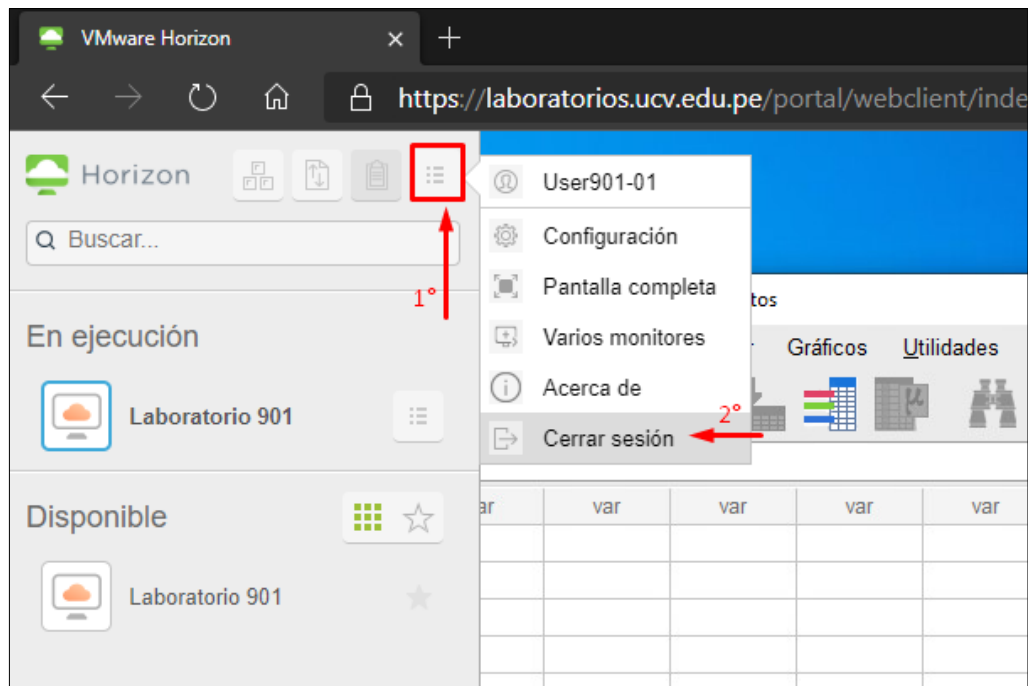 VMware Horizon
https://laboratorios.ucv.edu.pe/portal/webclient/inde
Horizon
User901-01
Buscar...
Configuración
1°
Pantalla completa
tos
En ejecución
Varios monitores
Gráficos Utilidades
Laboratorio 901
Acerca de
2°
Cerrar sesión
Disponible
ar var var var var
Laboratorio 901